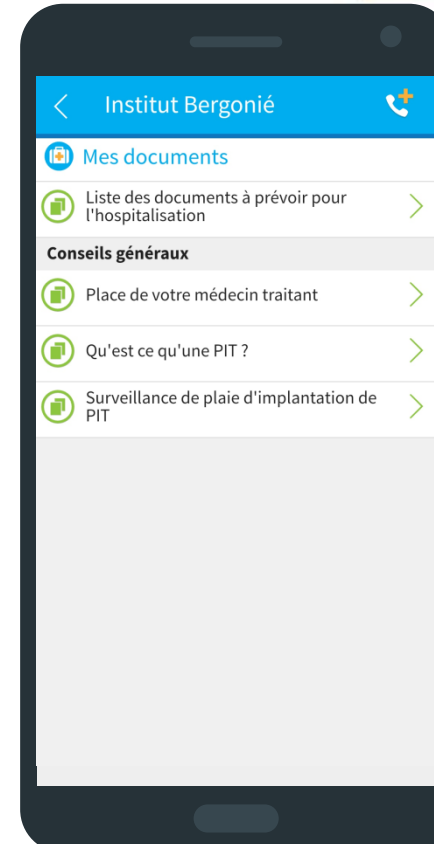 Institut Bergonié
Mes documents
Liste des documents à prévoir pour
l'hospitalisation
Conseils généraux
Place de votre médecin traitant
Qu'est ce qu'une PIT ?
Surveillance de plaie d'implantation de
PIT